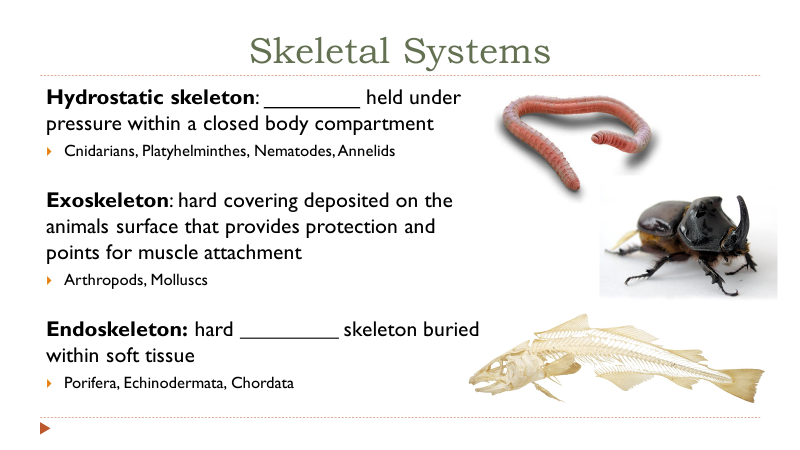 Skeletal Systems
Hydrostatic skeleton: _________ held under
pressure within a closed body compartment
Cnidarians, Platyhelminthes, Nematodes, Annelids
Exoskeleton: hard covering deposited on the
animals surface that provides protection and
points for muscle attachment
Arthropods, Molluscs
Endoskeleton: hard _________ skeleton buried
within soft tissue
Porifera, Echinodermata, Chordata